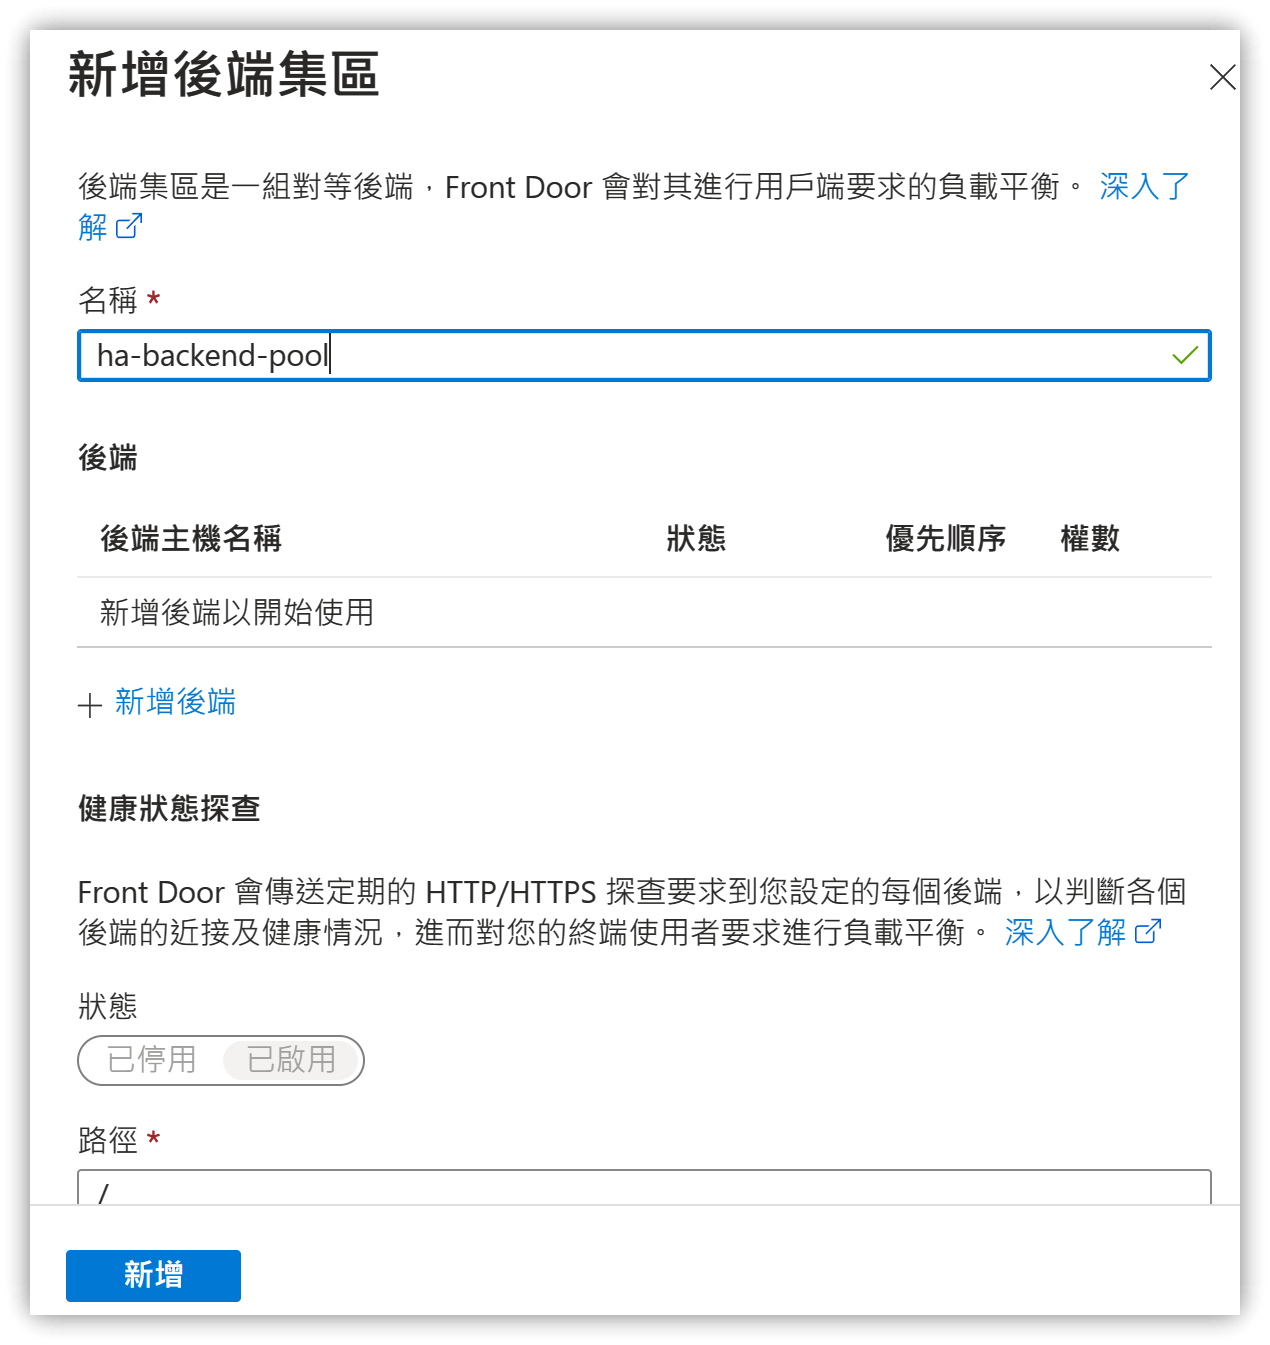 新增後端集區
後端集區是一組對等後端，Front Door 會對其進行用戶端要求的負載平衡。 深入了
解
名稱 *
ha-backend-pool
後端
後端主機名稱 狀態 優先順序 權數
新增後端以開始使用
新增後端
健康狀態探查
Front Door 會傳送定期的 HTTP/HTTPS 探查要求到您設定的每個後端，以判斷各個
後端的近接及健康情況，進而對您的終端使用者要求進行負載平衡。 深入了解
狀態
已停用 已啟用
路徑 *
/
新增